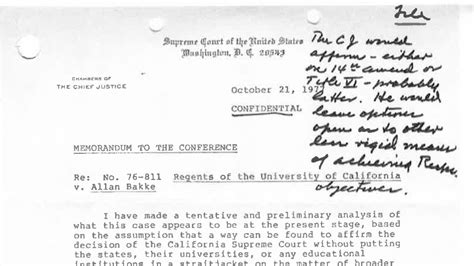 File
Supreme Court of the United States
Washington, D. C. 20543
The CJ would
affirm - either
on 14th amend or
Title VI - probably
latter. He would
leave options
open as to other
less rigid means
of achieving
objectives.
CHAMBERS OF
THE CHIEF JUSTICE
October 21, 197
CONFIDENTIAL
MEMORANDUM TO THE CONFERENCE
Re: No. 76-811 Regents of the University of California
v. Allan Bakke
I have made a tentative and preliminary analysis of
what this case appears to be at the present stage, based
on the assumption that a way can be found to affirm the
decision of the California Supreme Court without putting
the states, their universities, or any educational
institutions in a straitjacket on the matter of broader